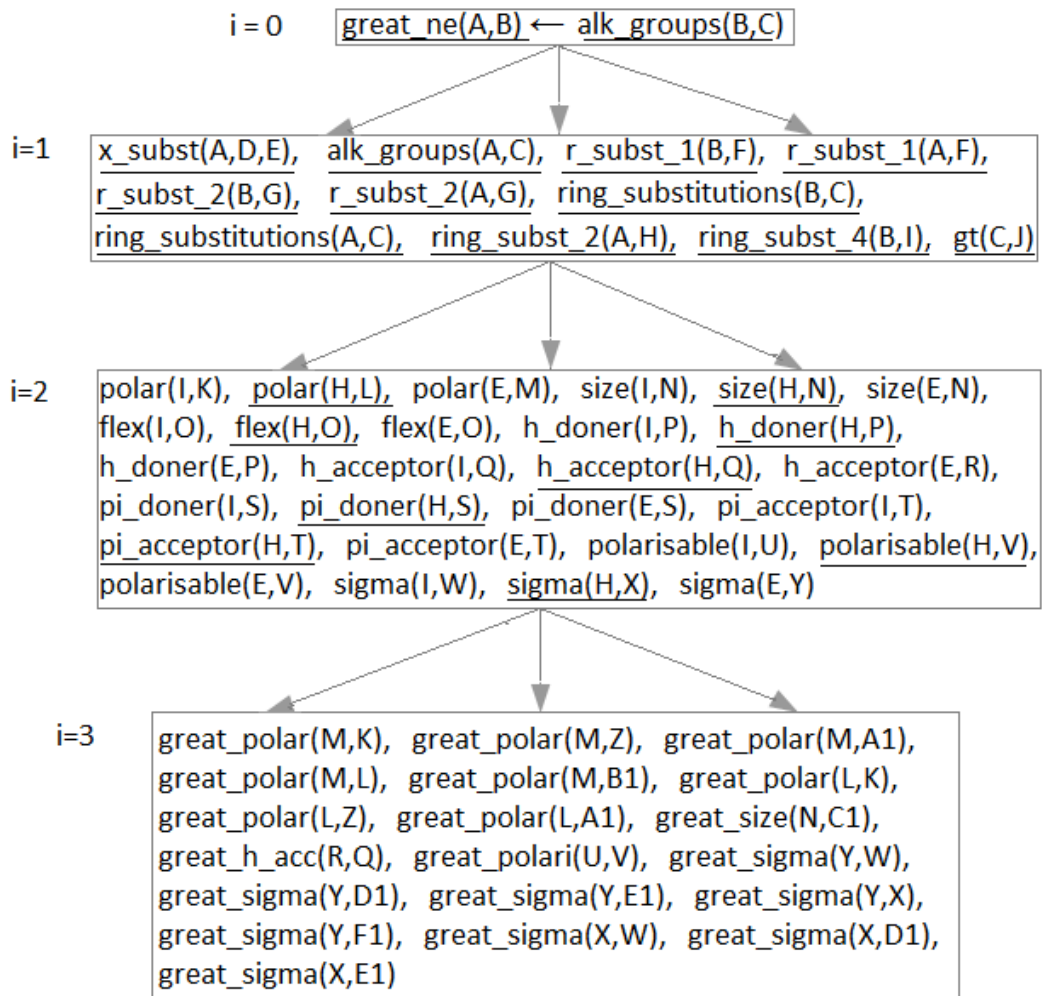 i = 0 great_ne(A,B) ← alk_groups(B,C)
i=1 x_subst(A,D,E), alk_groups(A,C), r_subst_1(B,F), r_subst_1(A,F),
r_subst_2(B,G), r_subst_2(A,G), ring_substitutions(B,C),
ring_substitutions(A,C), ring_subst_2(A,H), ring_subst_4(B,I), gt(C,J)
i=2 polar(I,K), polar(H,L), polar(E,M), size(I,N), size(H,N), size(E,N),
flex(I,O), flex(H,O), flex(E,O), h_doner(I,P), h_doner(H,P),
h_doner(E,P), h_acceptor(I,Q), h_acceptor(H,Q), h_acceptor(E,R),
pi_doner(I,S), pi_doner(H,S), pi_doner(E,S), pi_acceptor(I,T),
pi_acceptor(H,T), pi_acceptor(E,T), polarisable(I,U), polarisable(H,V),
polarisable(E,V), sigma(I,W), sigma(H,X), sigma(E,Y)
i=3 great_polar(M,K), great_polar(M,Z), great_polar(M,A1),
great_polar(M,L), great_polar(M,B1), great_polar(L,K),
great_polar(L,Z), great_polar(L,A1), great_size(N,C1),
great_h_acc(R,Q), great_polari(U,V), great_sigma(Y,W),
great_sigma(Y,D1), great_sigma(Y,E1), great_sigma(Y,X),
great_sigma(Y,F1), great_sigma(X,W), great_sigma(X,D1),
great_sigma(X,E1)